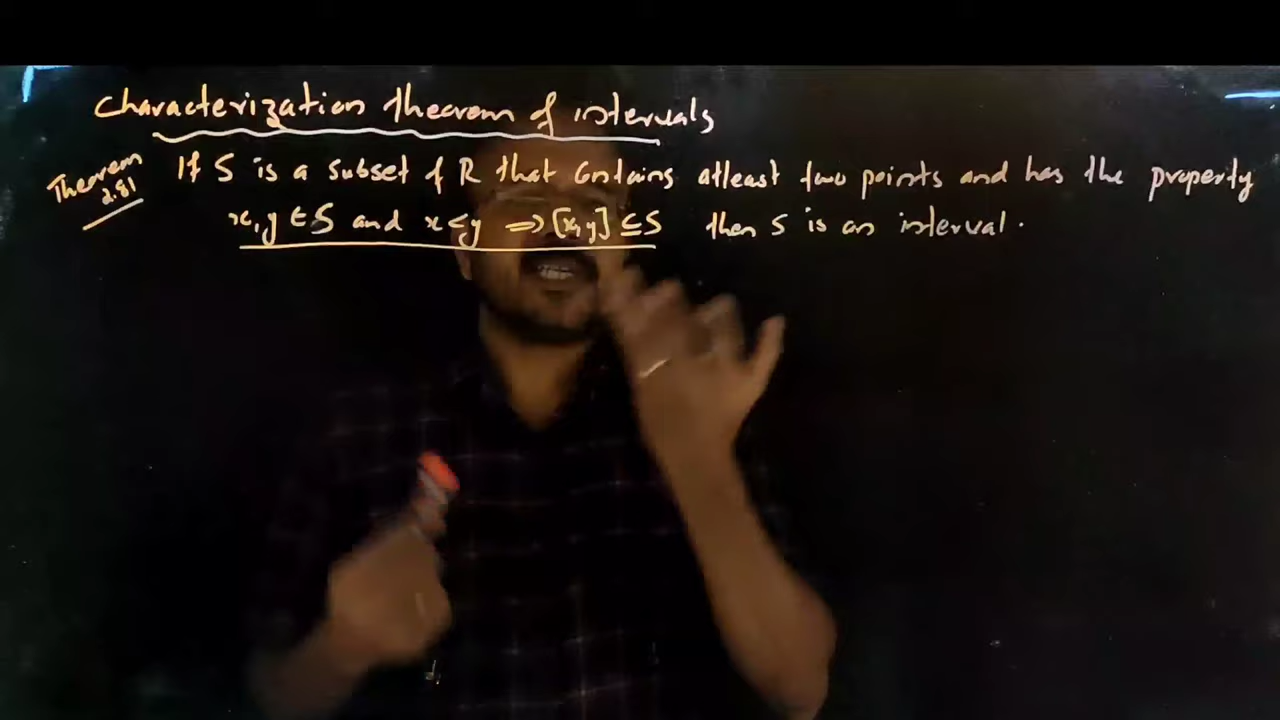 Characterization theorem of intervals
Theorem 2.81 If S is a subset of R that contains atleast two points and has the property
x, y ∈ S and x < y ⇒ [x, y] ⊆ S then S is an interval.